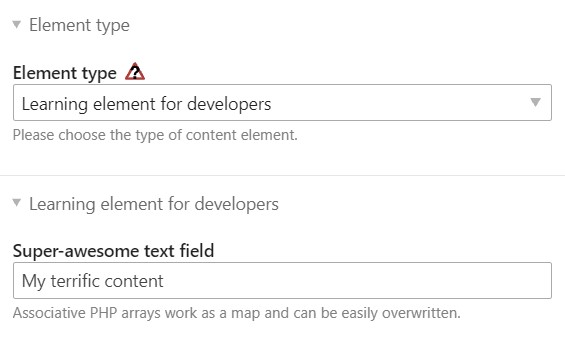 Element type
Element type
Learning element for developers
Please choose the type of content element.
Learning element for developers
Super-awesome text field
My terrific content
Associative PHP arrays work as a map and can be easily overwritten.